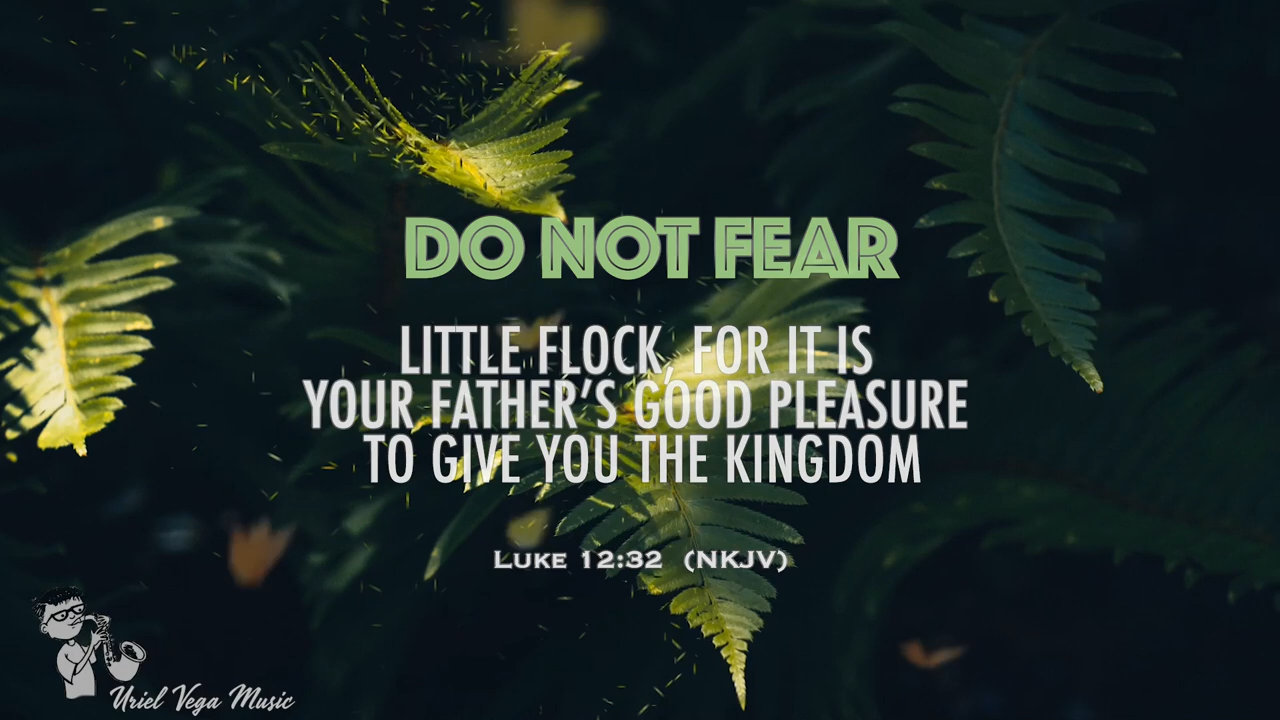 DO NOT FEAR
LITTLE FLOCK, FOR IT IS
YOUR FATHER'S GOOD PLEASURE
TO GIVE YOU THE KINGDOM
Luke 12:32 (NKJV)
Uriel Vega Music